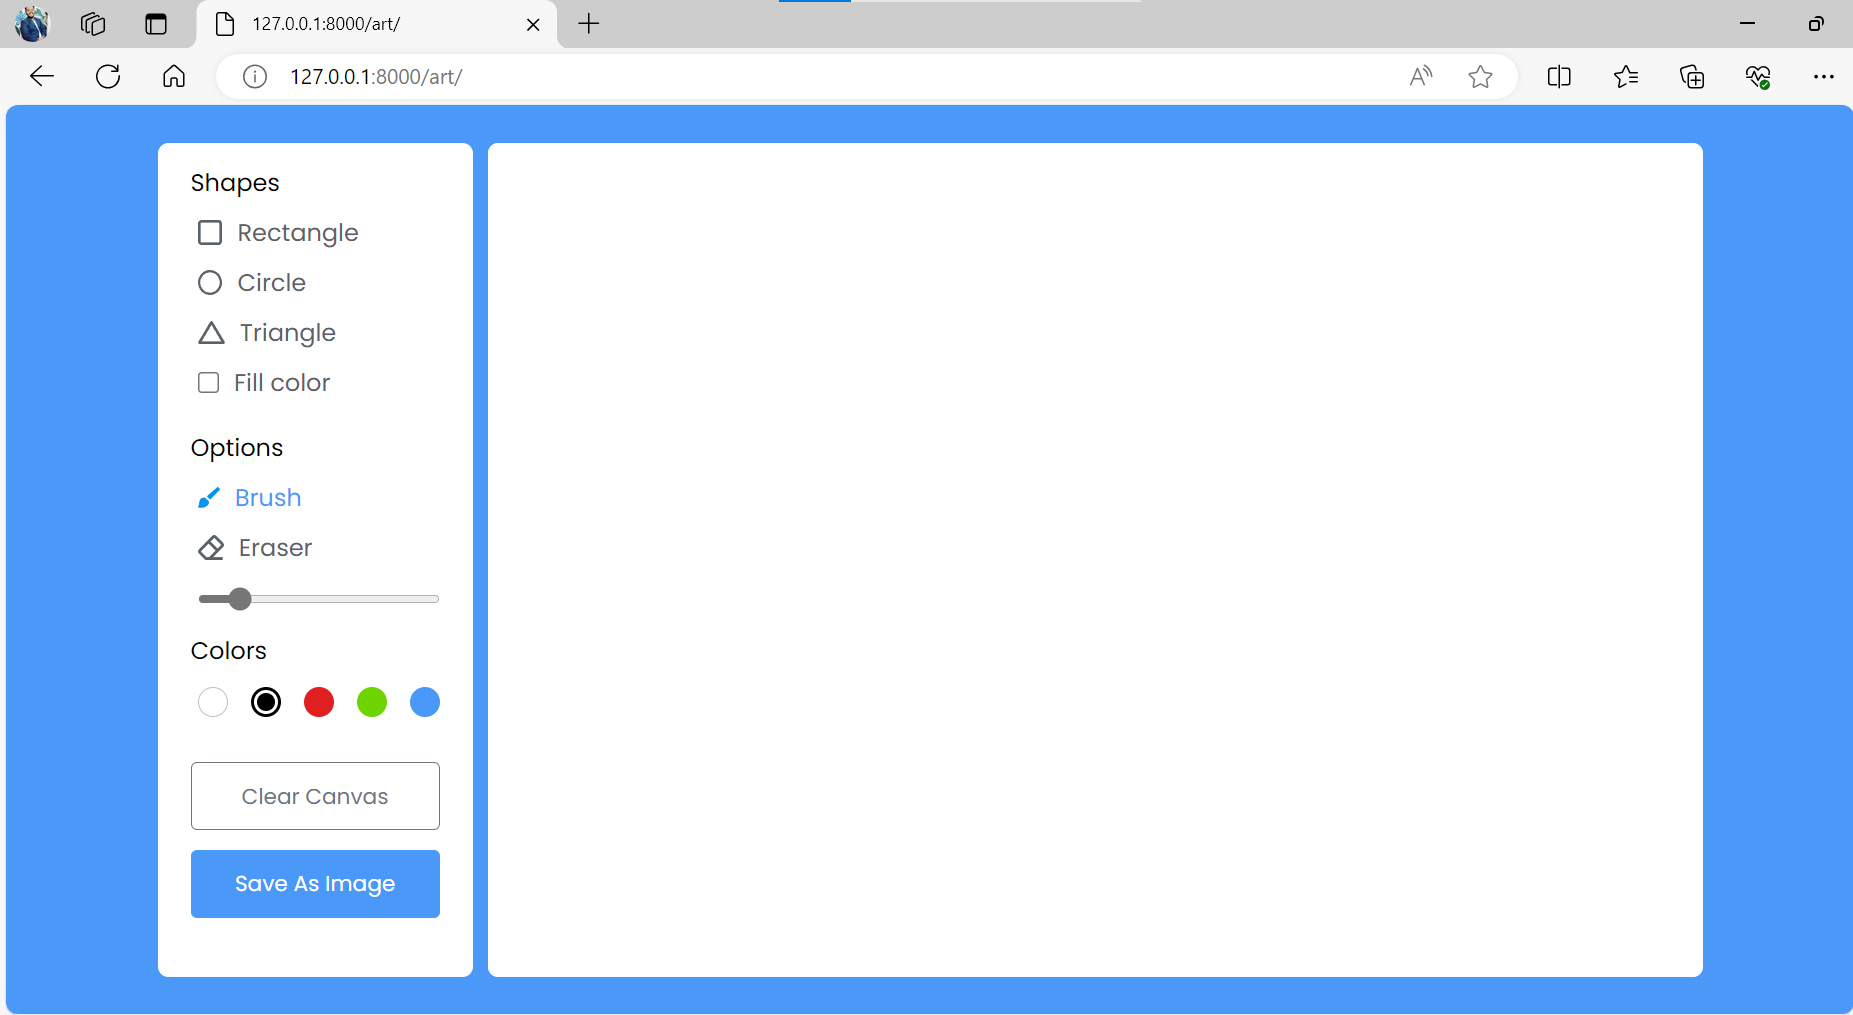 127.0.0.1:8000/art/
127.0.0.1:8000/art/
Shapes
Rectangle
Circle
Triangle
Fill color
Options
Brush
Eraser
Colors
Clear Canvas
Save As Image